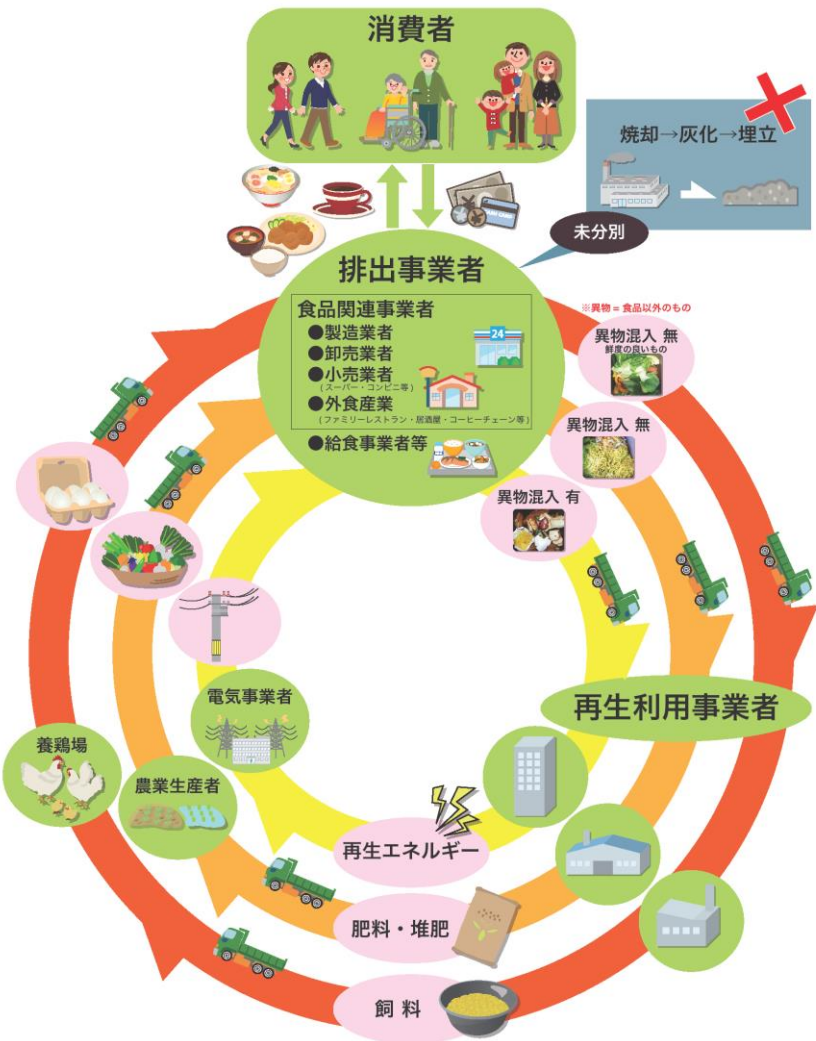 消費者
焼却→灰化→埋立
未分別
排出事業者
食品関連事業者
●製造業者
●卸売業者
●小売業者
(スーパー・コンビニ等)
●外食産業
(ファミリーレストラン・居酒屋・コーヒーチェーン等)
●給食事業者等
24
※異物=食品以外のもの
異物混入 無
鮮度の良いもの
異物混入 無
異物混入 有
再生利用事業者
電気事業者
養鶏場
農業生産者
再生エネルギー
肥料・堆肥
飼料